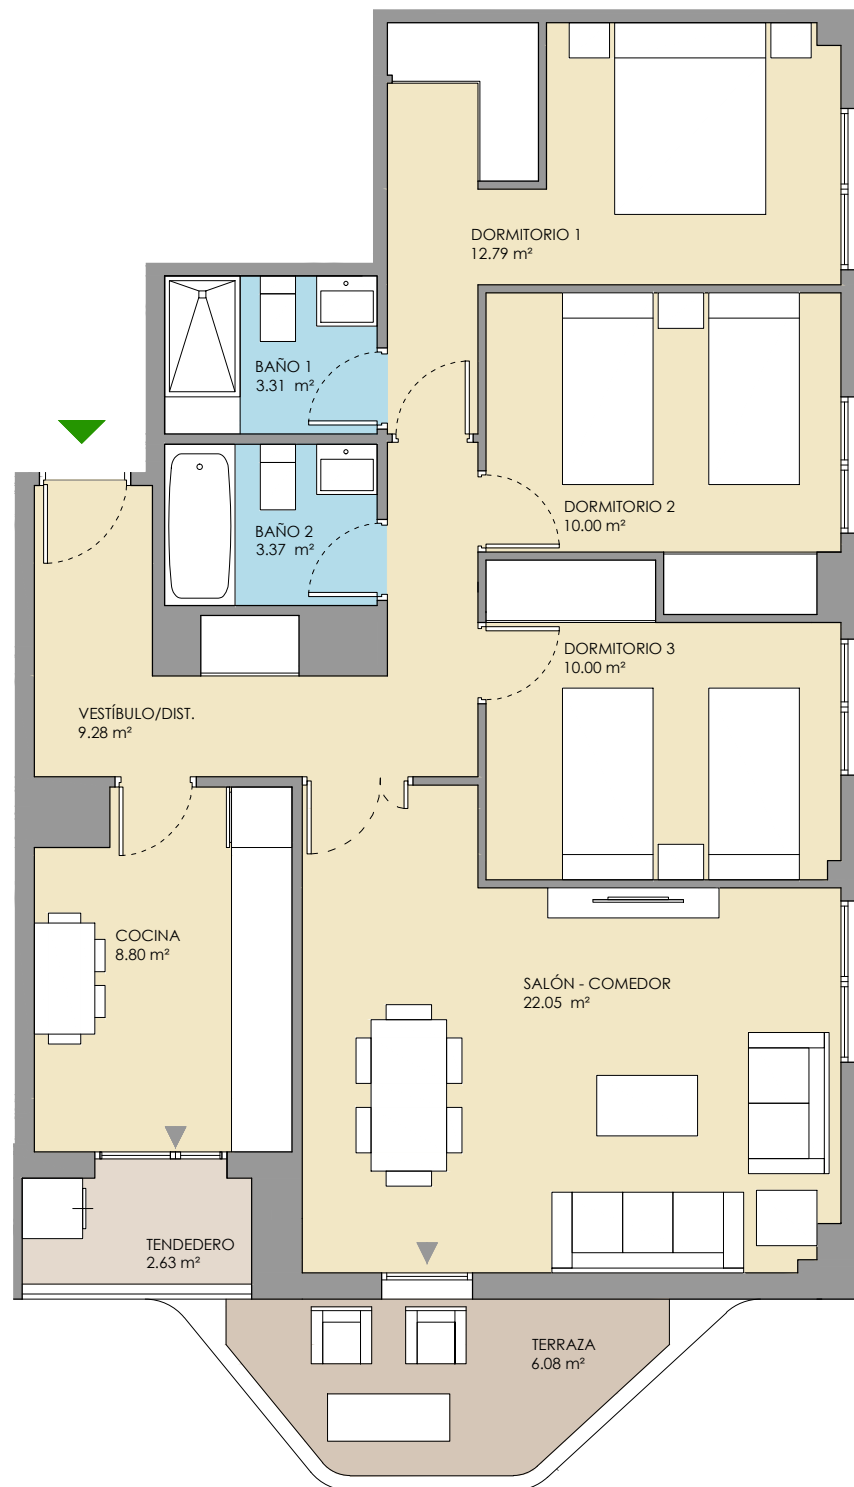 DORMITORIO 1
12.79 m²
BAÑO 1
3.31 m²
DORMITORIO 2
10.00 m²
BAÑO 2
3.37 m²
DORMITORIO 3
10.00 m²
VESTÍBULO/DIST.
9.28 m²
COCINA
8.80 m²
SALÓN - COMEDOR
22.05 m²
TENDEDERO
2.63 m²
TERRAZA
6.08 m²